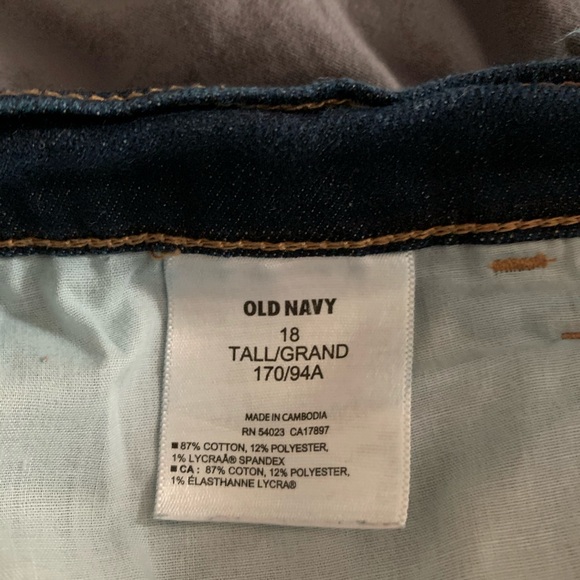 OLD NAVY
18
TALL/GRAND
170/94A
MADE IN CAMBODIA
RN 54023 CA17897
■ 87% COTTON, 12% POLYESTER,
1% LYCRAÂ® SPANDEX
■ CA : 87% COTON, 12% POLYESTER,
1% ÉLASTHANNE LYCRA®